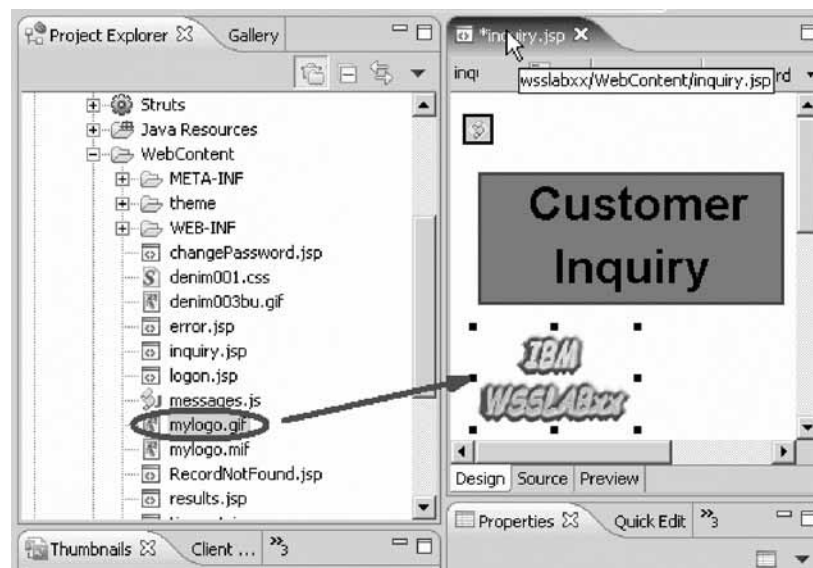 Project Explorer
Gallery
Struts
Java Resources
WebContent
META-INF
theme
WEB-INF
changePassword.jsp
denim001.css
denim003bu.gif
error.jsp
inquiry.jsp
logon.jsp
messages.js
mylogo.gif
mylogo.mif
RecordNotFound.jsp
results.jsp
Thumbnails
Client ...
»3
*inquiry.jsp
wsslabxx/WebContent/inquiry.jsp
Customer
Inquiry
IBM
WSSLABxx
Design
Source
Preview
Properties
Quick Edit
»3